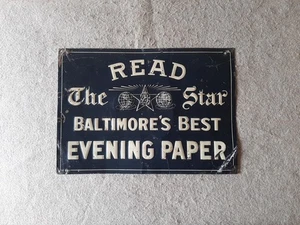 READ
The Star
BALTIMORE'S BEST
EVENING PAPER